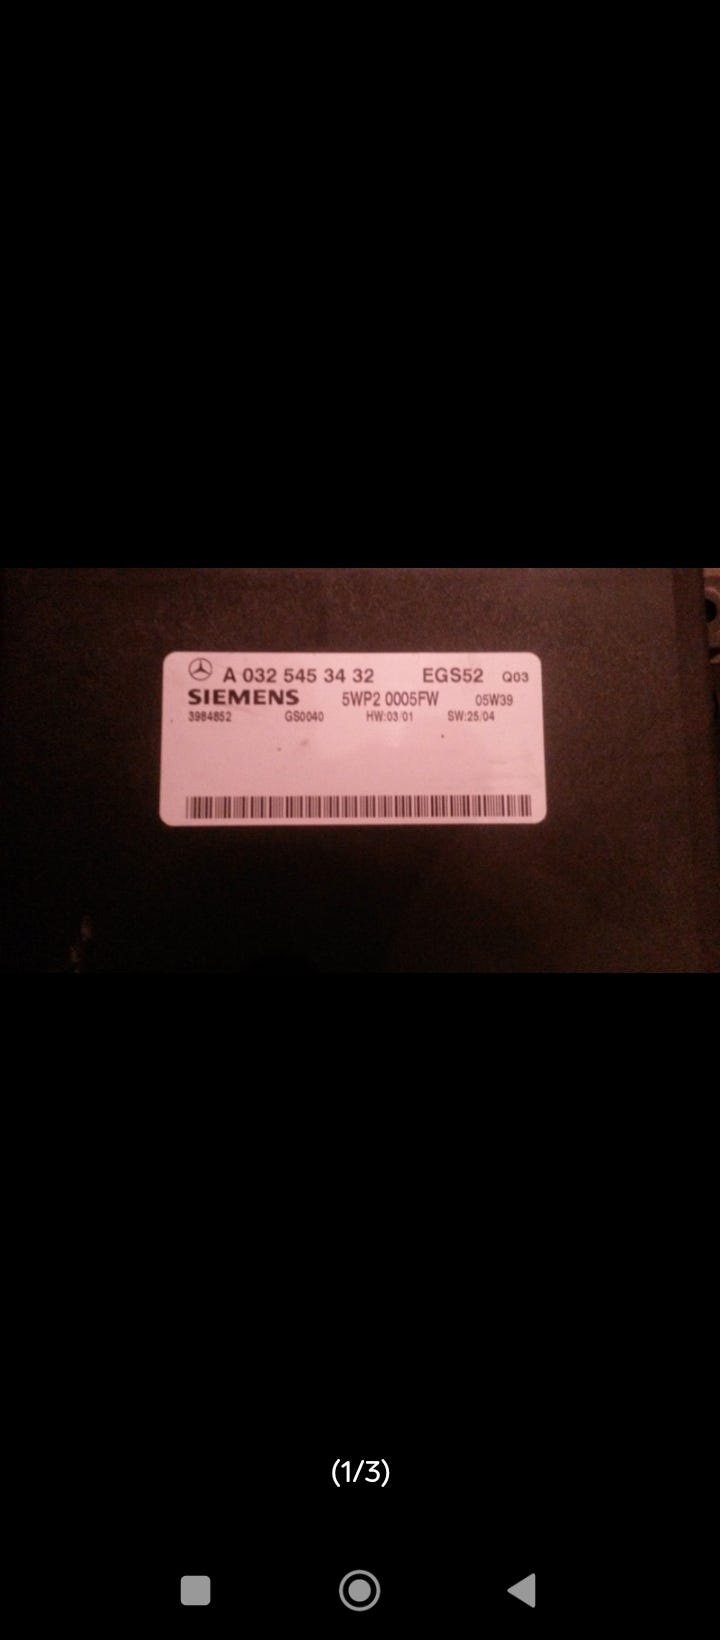 A 032 545 34 32 EGS52 Q03
SIEMENS 5WP2 0005FW 05W39
3984852 GS0040 HW:03/01 SW:25/04
(1/3)